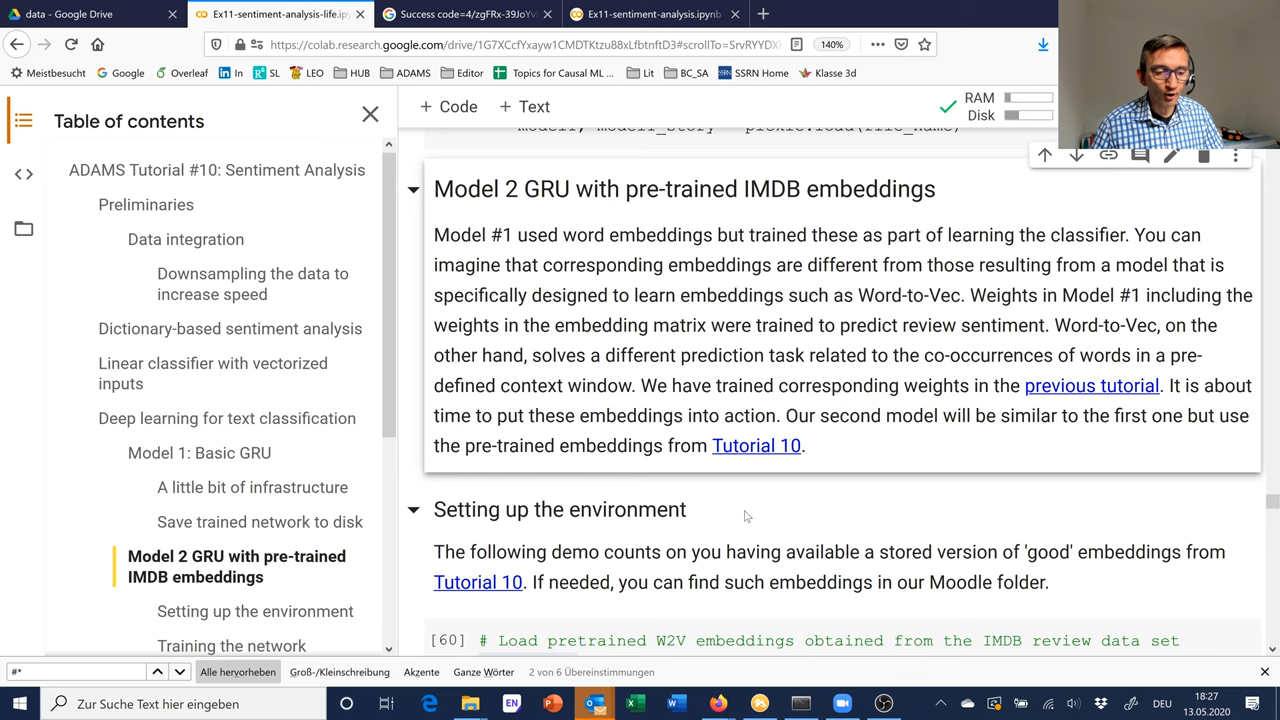 data - Google Drive
Ex11-sentiment-analysis-life.ip
Success code=4/zgFRx-39JoYv
Ex11-sentiment-analysis.ipynb
https://colab.research.google.com/drive/1G7XCcfYxayw1CMDTKtzu88xLfbtnftD3#scrollTo=SrvRYYDX
140%
Meistbesucht
Google
Overleaf
In
SL
LEO
HUB
ADAMS
Editor
Topics for Causal ML ...
Lit
BC_SA
SSRN Home
Klasse 3d
+ Code + Text
RAM
Disk
Table of contents
ADAMS Tutorial #10: Sentiment Analysis
Preliminaries
Data integration
Downsampling the data to
increase speed
Dictionary-based sentiment analysis
Linear classifier with vectorized
inputs
Deep learning for text classification
Model 1: Basic GRU
A little bit of infrastructure
Save trained network to disk
Model 2 GRU with pre-trained
IMDB embeddings
Setting up the environment
Training the network
Model 2 GRU with pre-trained IMDB embeddings
Model #1 used word embeddings but trained these as part of learning the classifier. You can
imagine that corresponding embeddings are different from those resulting from a model that is
specifically designed to learn embeddings such as Word-to-Vec. Weights in Model #1 including the
weights in the embedding matrix were trained to predict review sentiment. Word-to-Vec, on the
other hand, solves a different prediction task related to the co-occurrences of words in a pre-
defined context window. We have trained corresponding weights in the previous tutorial. It is about
time to put these embeddings into action. Our second model will be similar to the first one but use
the pre-trained embeddings from Tutorial 10.
Setting up the environment
The following demo counts on you having available a stored version of 'good' embeddings from
Tutorial 10. If needed, you can find such embeddings in our Moodle folder.
[60] # Load pretrained W2V embeddings obtained from the IMDB review data set
#*
Alle hervorheben
Groß-/Kleinschreibung
Akzente
Ganze Wörter
2 von 6 Übereinstimmungen
Zur Suche Text hier eingeben
EN
DEU
18:27
13.05.2020